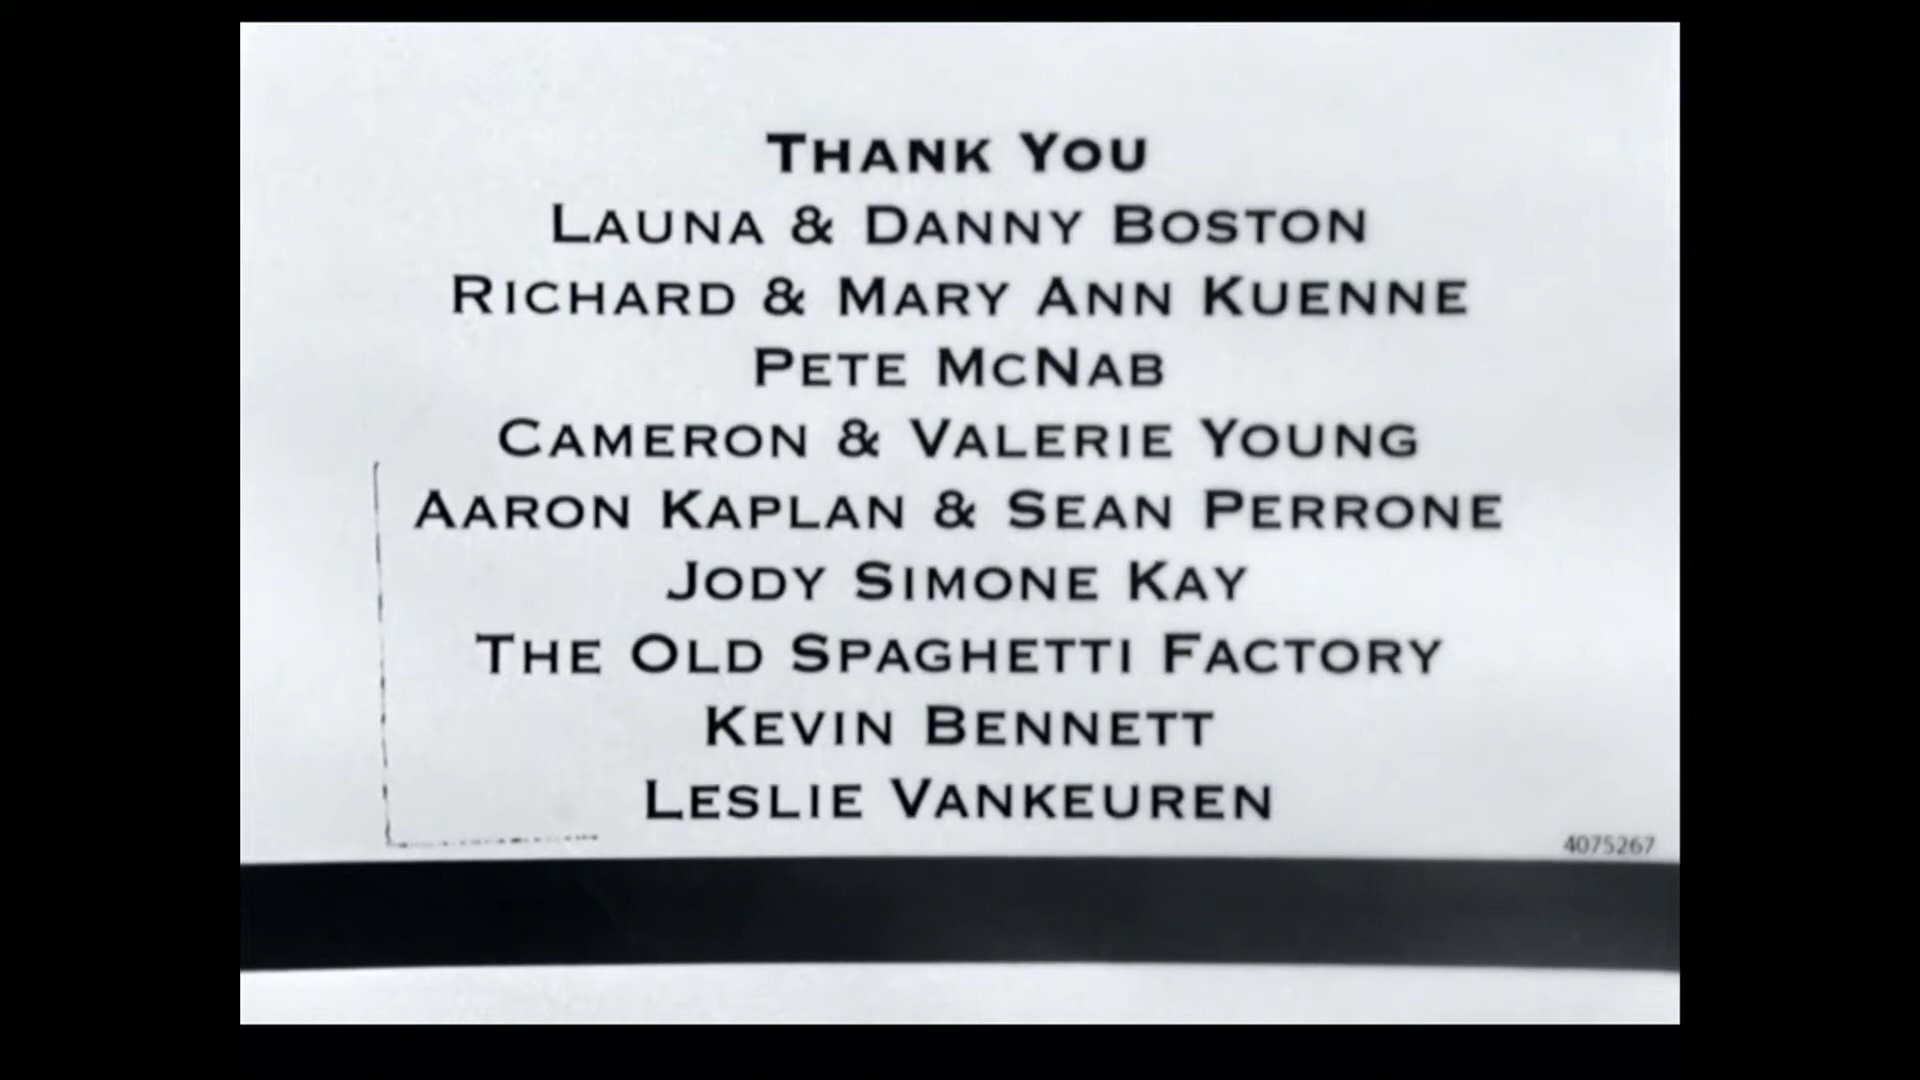 THANK YOU
LAUNA & DANNY BOSTON
RICHARD & MARY ANN KUENNE
PETE MCNAB
CAMERON & VALERIE YOUNG
AARON KAPLAN & SEAN PERRONE
JODY SIMONE KAY
THE OLD SPAGHETTI FACTORY
KEVIN BENNETT
LESLIE VANKEUREN
4075267